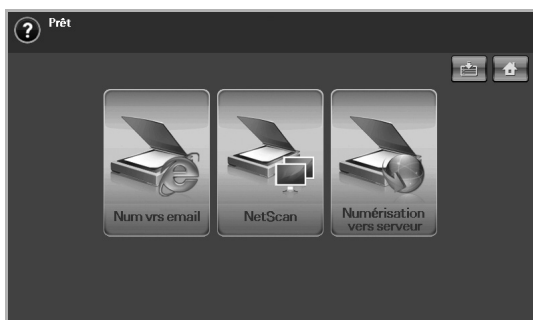 Prêt
Num vrs email
NetScan
Numérisation
vers serveur